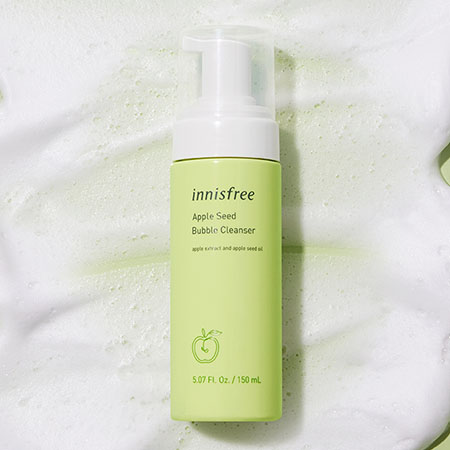 innisfree
Apple Seed
Bubble Cleanser
apple extract and apple seed oil
5.07 Fl. Oz. / 150 mL